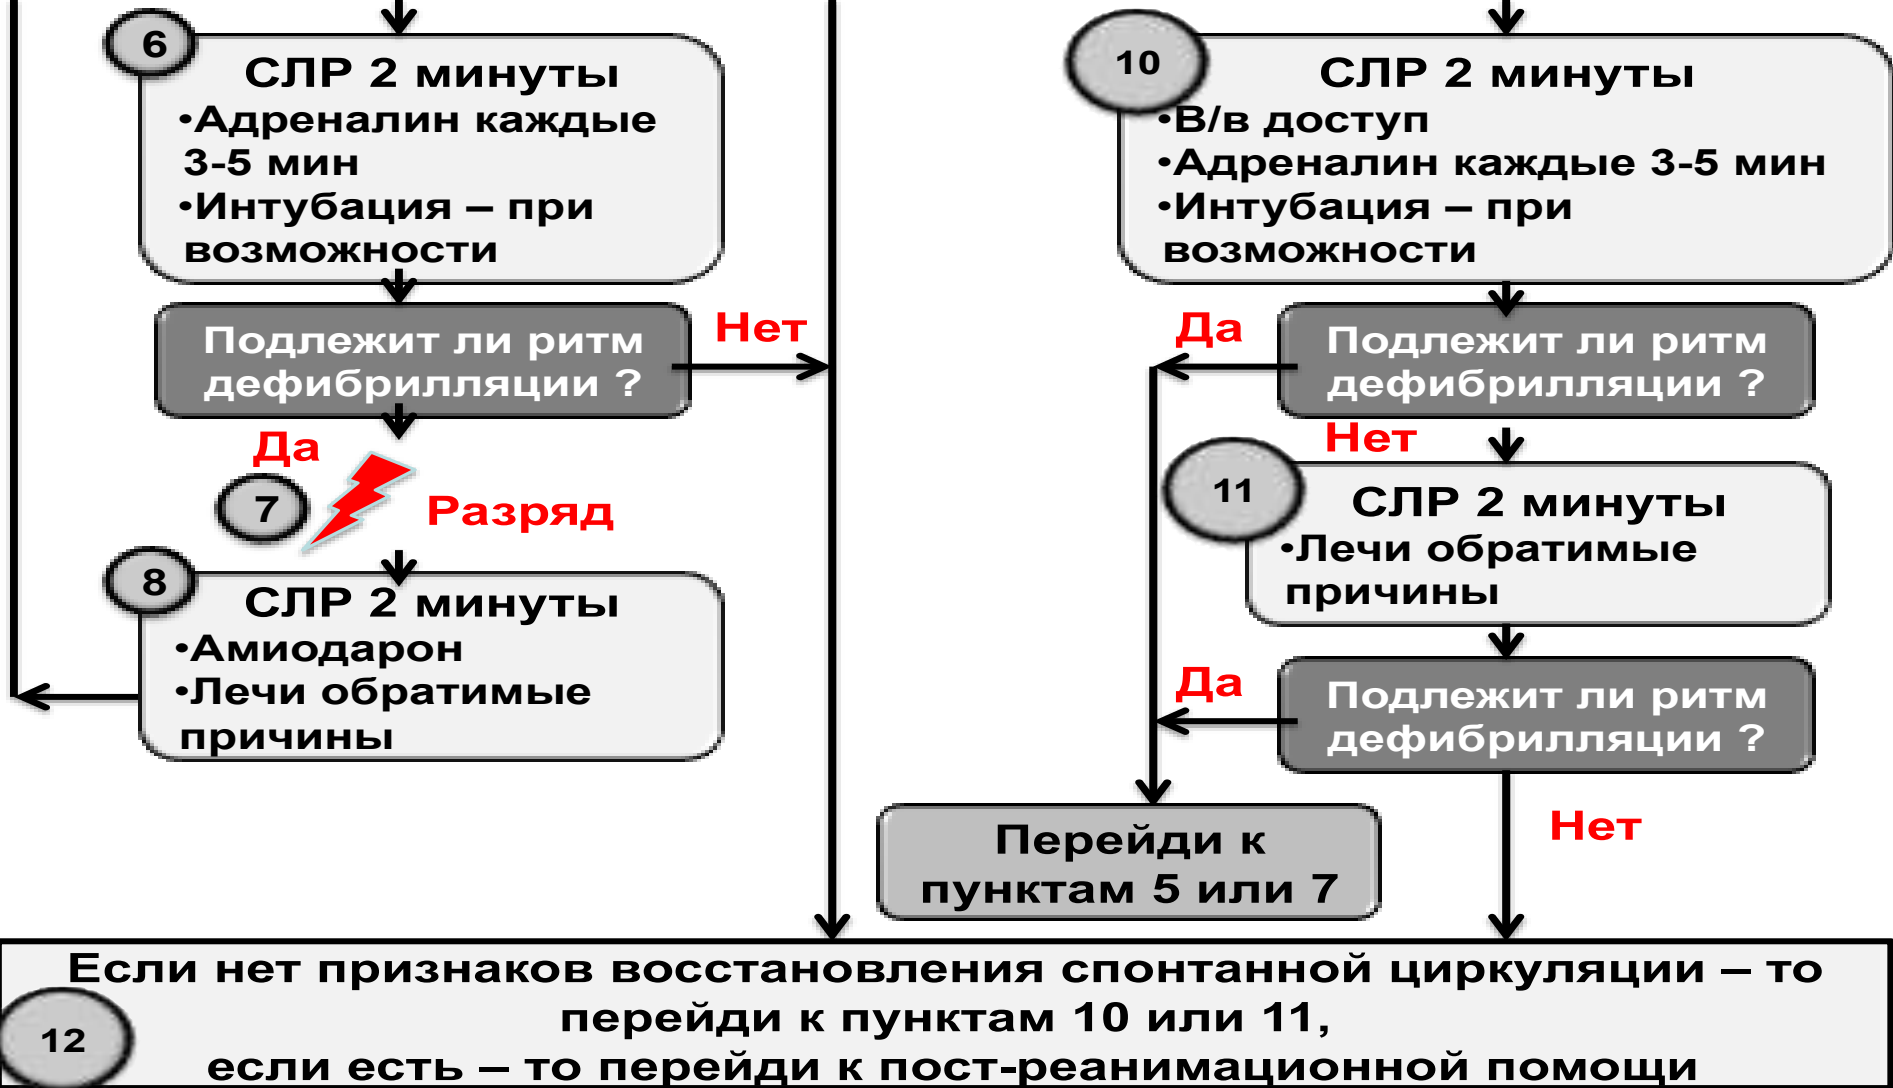 6
СЛР 2 минуты
•Адреналин каждые
3-5 мин
•Интубация – при
возможности
Подлежит ли ритм
дефибрилляции ?
Нет
Да
7
Разряд
8
СЛР 2 минуты
•Амиодарон
•Лечи обратимые
причины
10
СЛР 2 минуты
•В/в доступ
•Адреналин каждые 3-5 мин
•Интубация – при
возможности
Да
Подлежит ли ритм
дефибрилляции ?
Нет
11
СЛР 2 минуты
•Лечи обратимые
причины
Да
Подлежит ли ритм
дефибрилляции ?
Нет
Перейди к
пунктам 5 или 7
Если нет признаков восстановления спонтанной циркуляции – то
перейди к пунктам 10 или 11,
12
если есть – то перейди к пост-реанимационной помощи